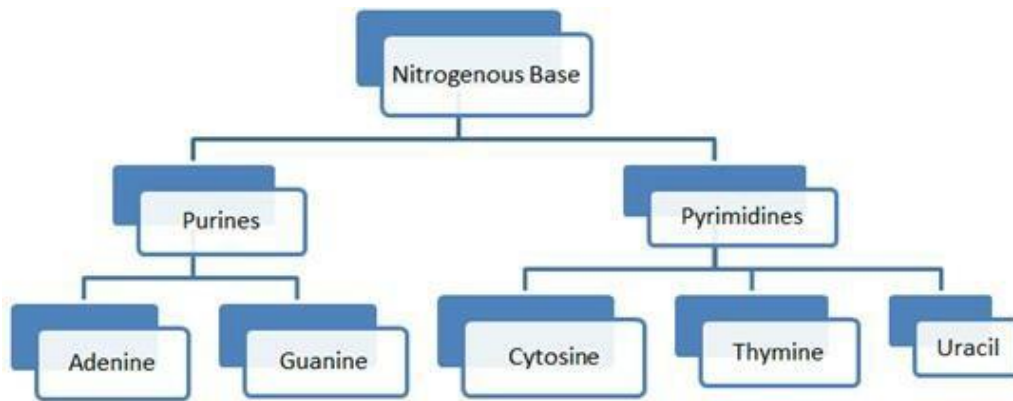 Nitrogenous Base
Purines
Pyrimidines
Adenine
Guanine
Cytosine
Thymine
Uracil